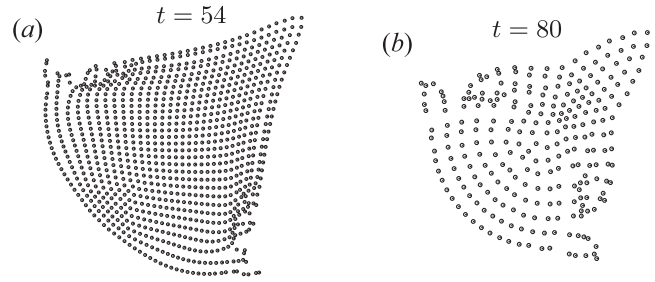 (a) t = 54
(b) t = 80